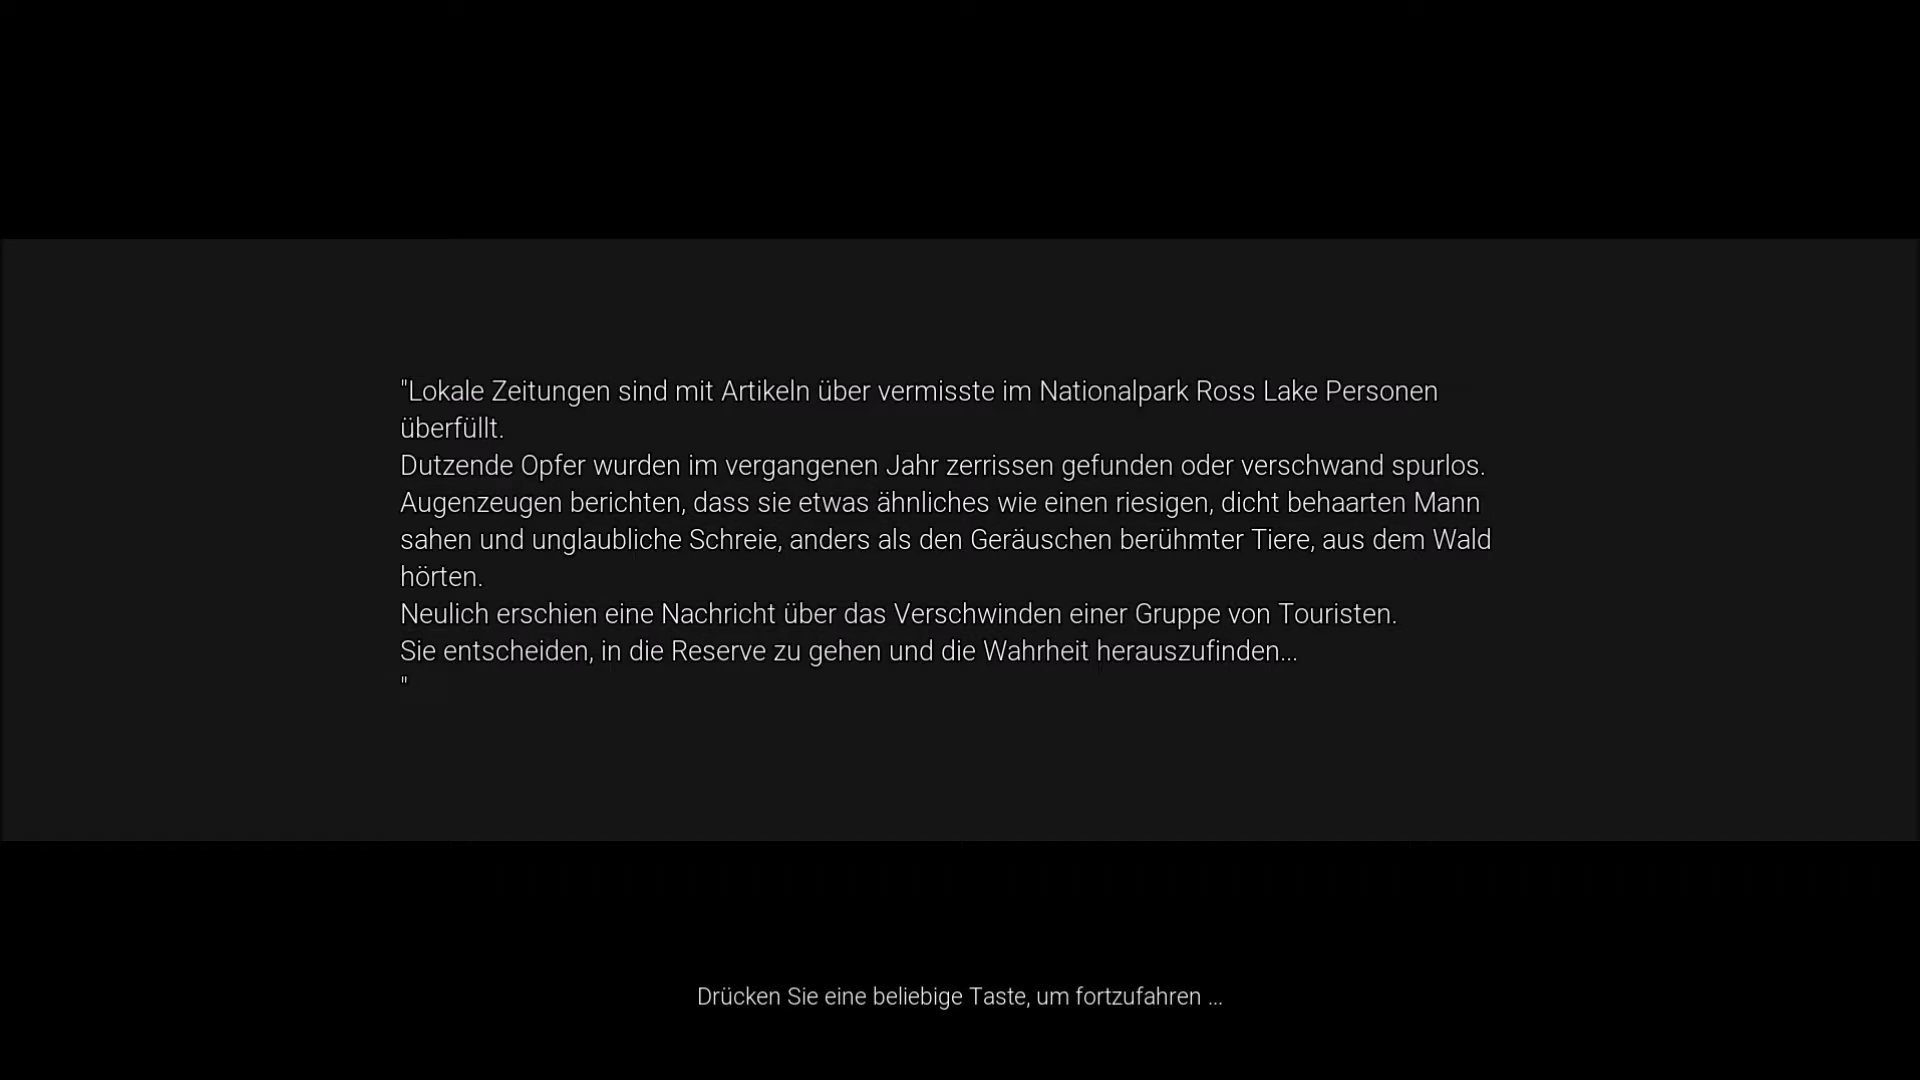 "Lokale Zeitungen sind mit Artikeln über vermisste im Nationalpark Ross Lake Personen
überfüllt.
Dutzende Opfer wurden im vergangenen Jahr zerrissen gefunden oder verschwand spurlos.
Augenzeugen berichten, dass sie etwas ähnliches wie einen riesigen, dicht behaarten Mann
sahen und unglaubliche Schreie, anders als den Geräuschen berühmter Tiere, aus dem Wald
hörten.
Neulich erschien eine Nachricht über das Verschwinden einer Gruppe von Touristen.
Sie entscheiden, in die Reserve zu gehen und die Wahrheit herauszufinden...
"
Drücken Sie eine beliebige Taste, um fortzufahren ...